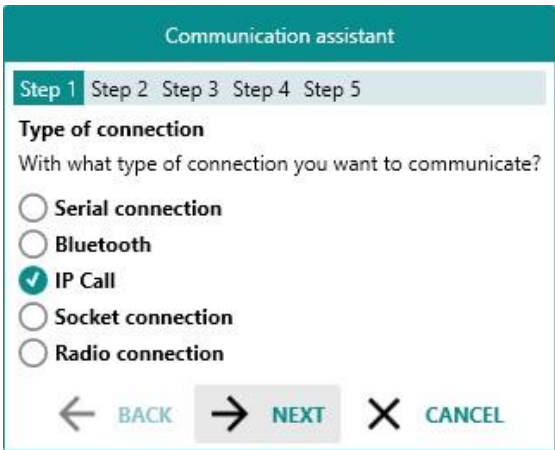 Communication assistant
Step 1 Step 2 Step 3 Step 4 Step 5
Type of connection
With what type of connection you want to communicate?
Serial connection
Bluetooth
IP Call
Socket connection
Radio connection
BACK NEXT CANCEL